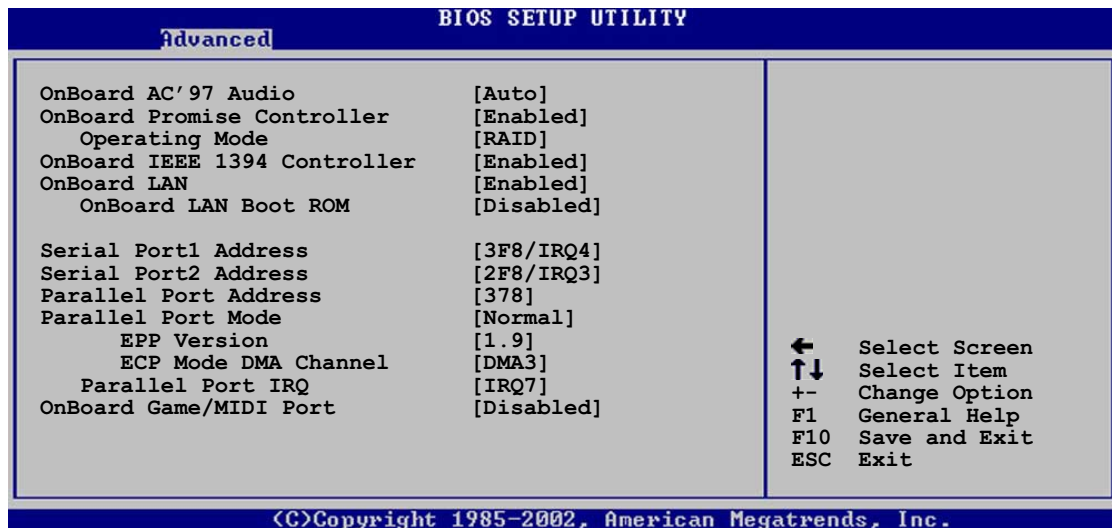 BIOS SETUP UTILITY
Advanced
OnBoard AC'97 Audio [Auto]
OnBoard Promise Controller [Enabled]
Operating Mode [RAID]
OnBoard IEEE 1394 Controller [Enabled]
OnBoard LAN [Enabled]
OnBoard LAN Boot ROM [Disabled]
Serial Port1 Address [3F8/IRQ4]
Serial Port2 Address [2F8/IRQ3]
Parallel Port Address [378]
Parallel Port Mode [Normal]
EPP Version [1.9]
ECP Mode DMA Channel [DMA3]
Parallel Port IRQ [IRQ7]
OnBoard Game/MIDI Port [Disabled]
← Select Screen
↑↓ Select Item
+- Change Option
F1 General Help
F10 Save and Exit
ESC Exit
(C)Copyright 1985-2002, American Megatrends, Inc.